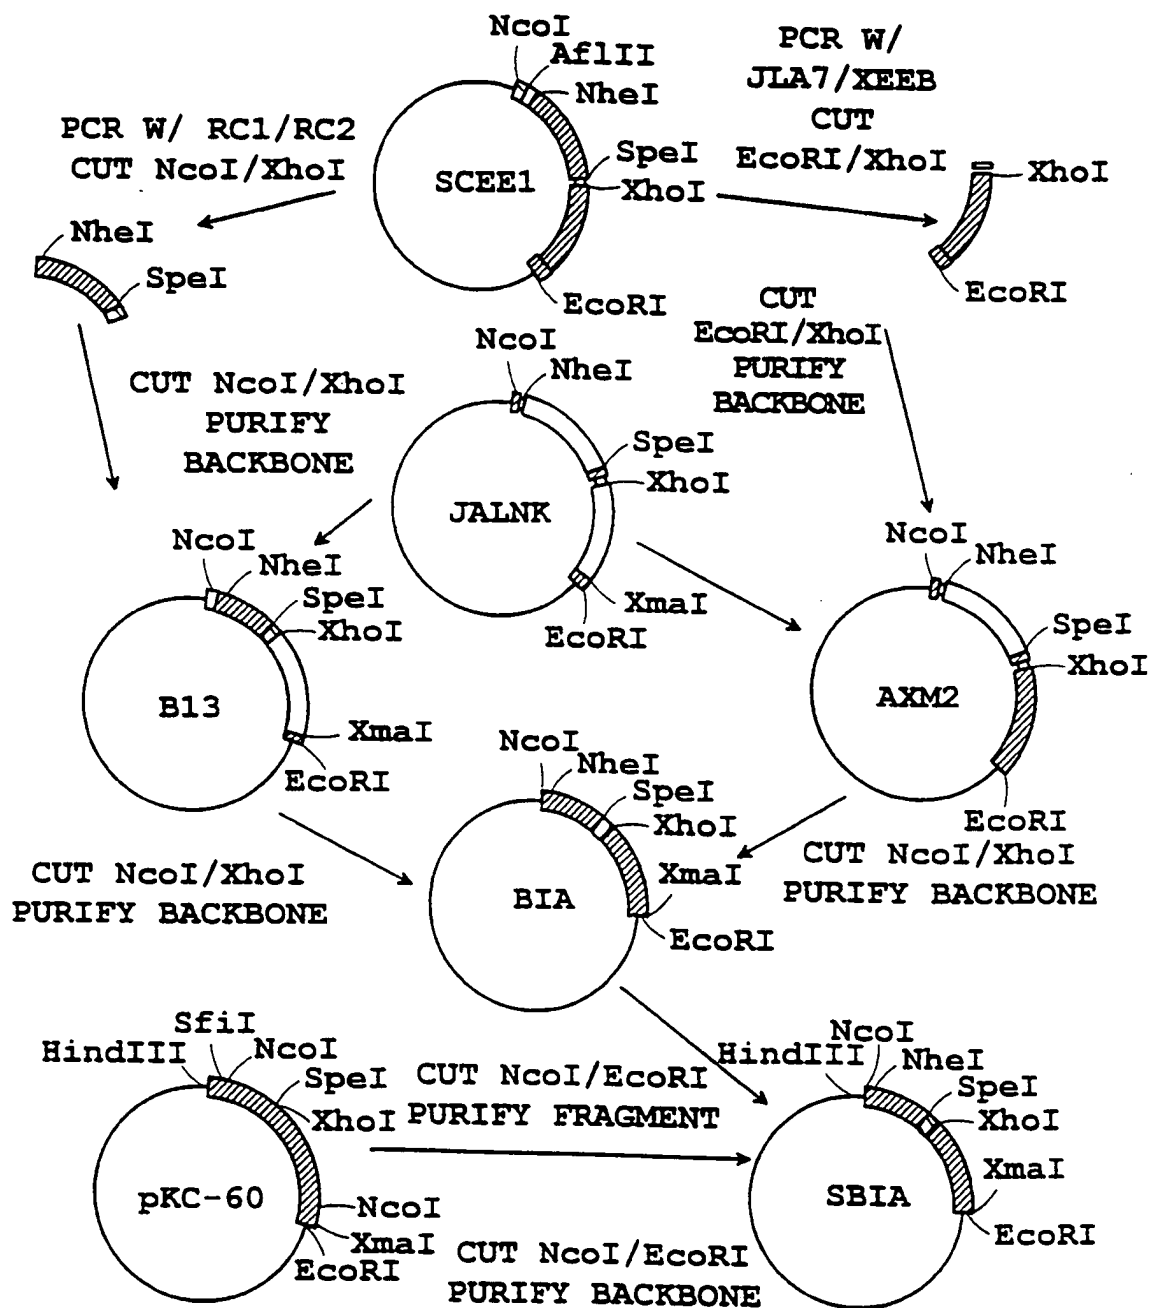 NcoI
AflII
NheI
PCR W/
JLA7/XEEB
CUT
EcoRI/XhoI
PCR W/ RC1/RC2
CUT NcoI/XhoI
SCEE1
SpeI
XhoI
XhoI
NheI
SpeI
EcoRI
EcoRI
CUT
EcoRI/XhoI
PURIFY
BACKBONE
NcoI
NheI
CUT NcoI/XhoI
PURIFY
BACKBONE
SpeI
XhoI
JALNK
XmaI
EcoRI
NcoI
NheI
SpeI
XhoI
B13
XmaI
EcoRI
NcoI
NheI
SpeI
XhoI
AXM2
EcoRI
NcoI
NheI
SpeI
XhoI
XmaI
BIA
EcoRI
CUT NcoI/XhoI
PURIFY BACKBONE
CUT NcoI/XhoI
PURIFY BACKBONE
SfiI
HindIII
NcoI
SpeI
XhoI
pKC-60
NcoI
XmaI
EcoRI
CUT NcoI/EcoRI
PURIFY FRAGMENT
CUT NcoI/EcoRI
PURIFY BACKBONE
NcoI
HindIII
NheI
SpeI
XhoI
XmaI
SBIA
EcoRI